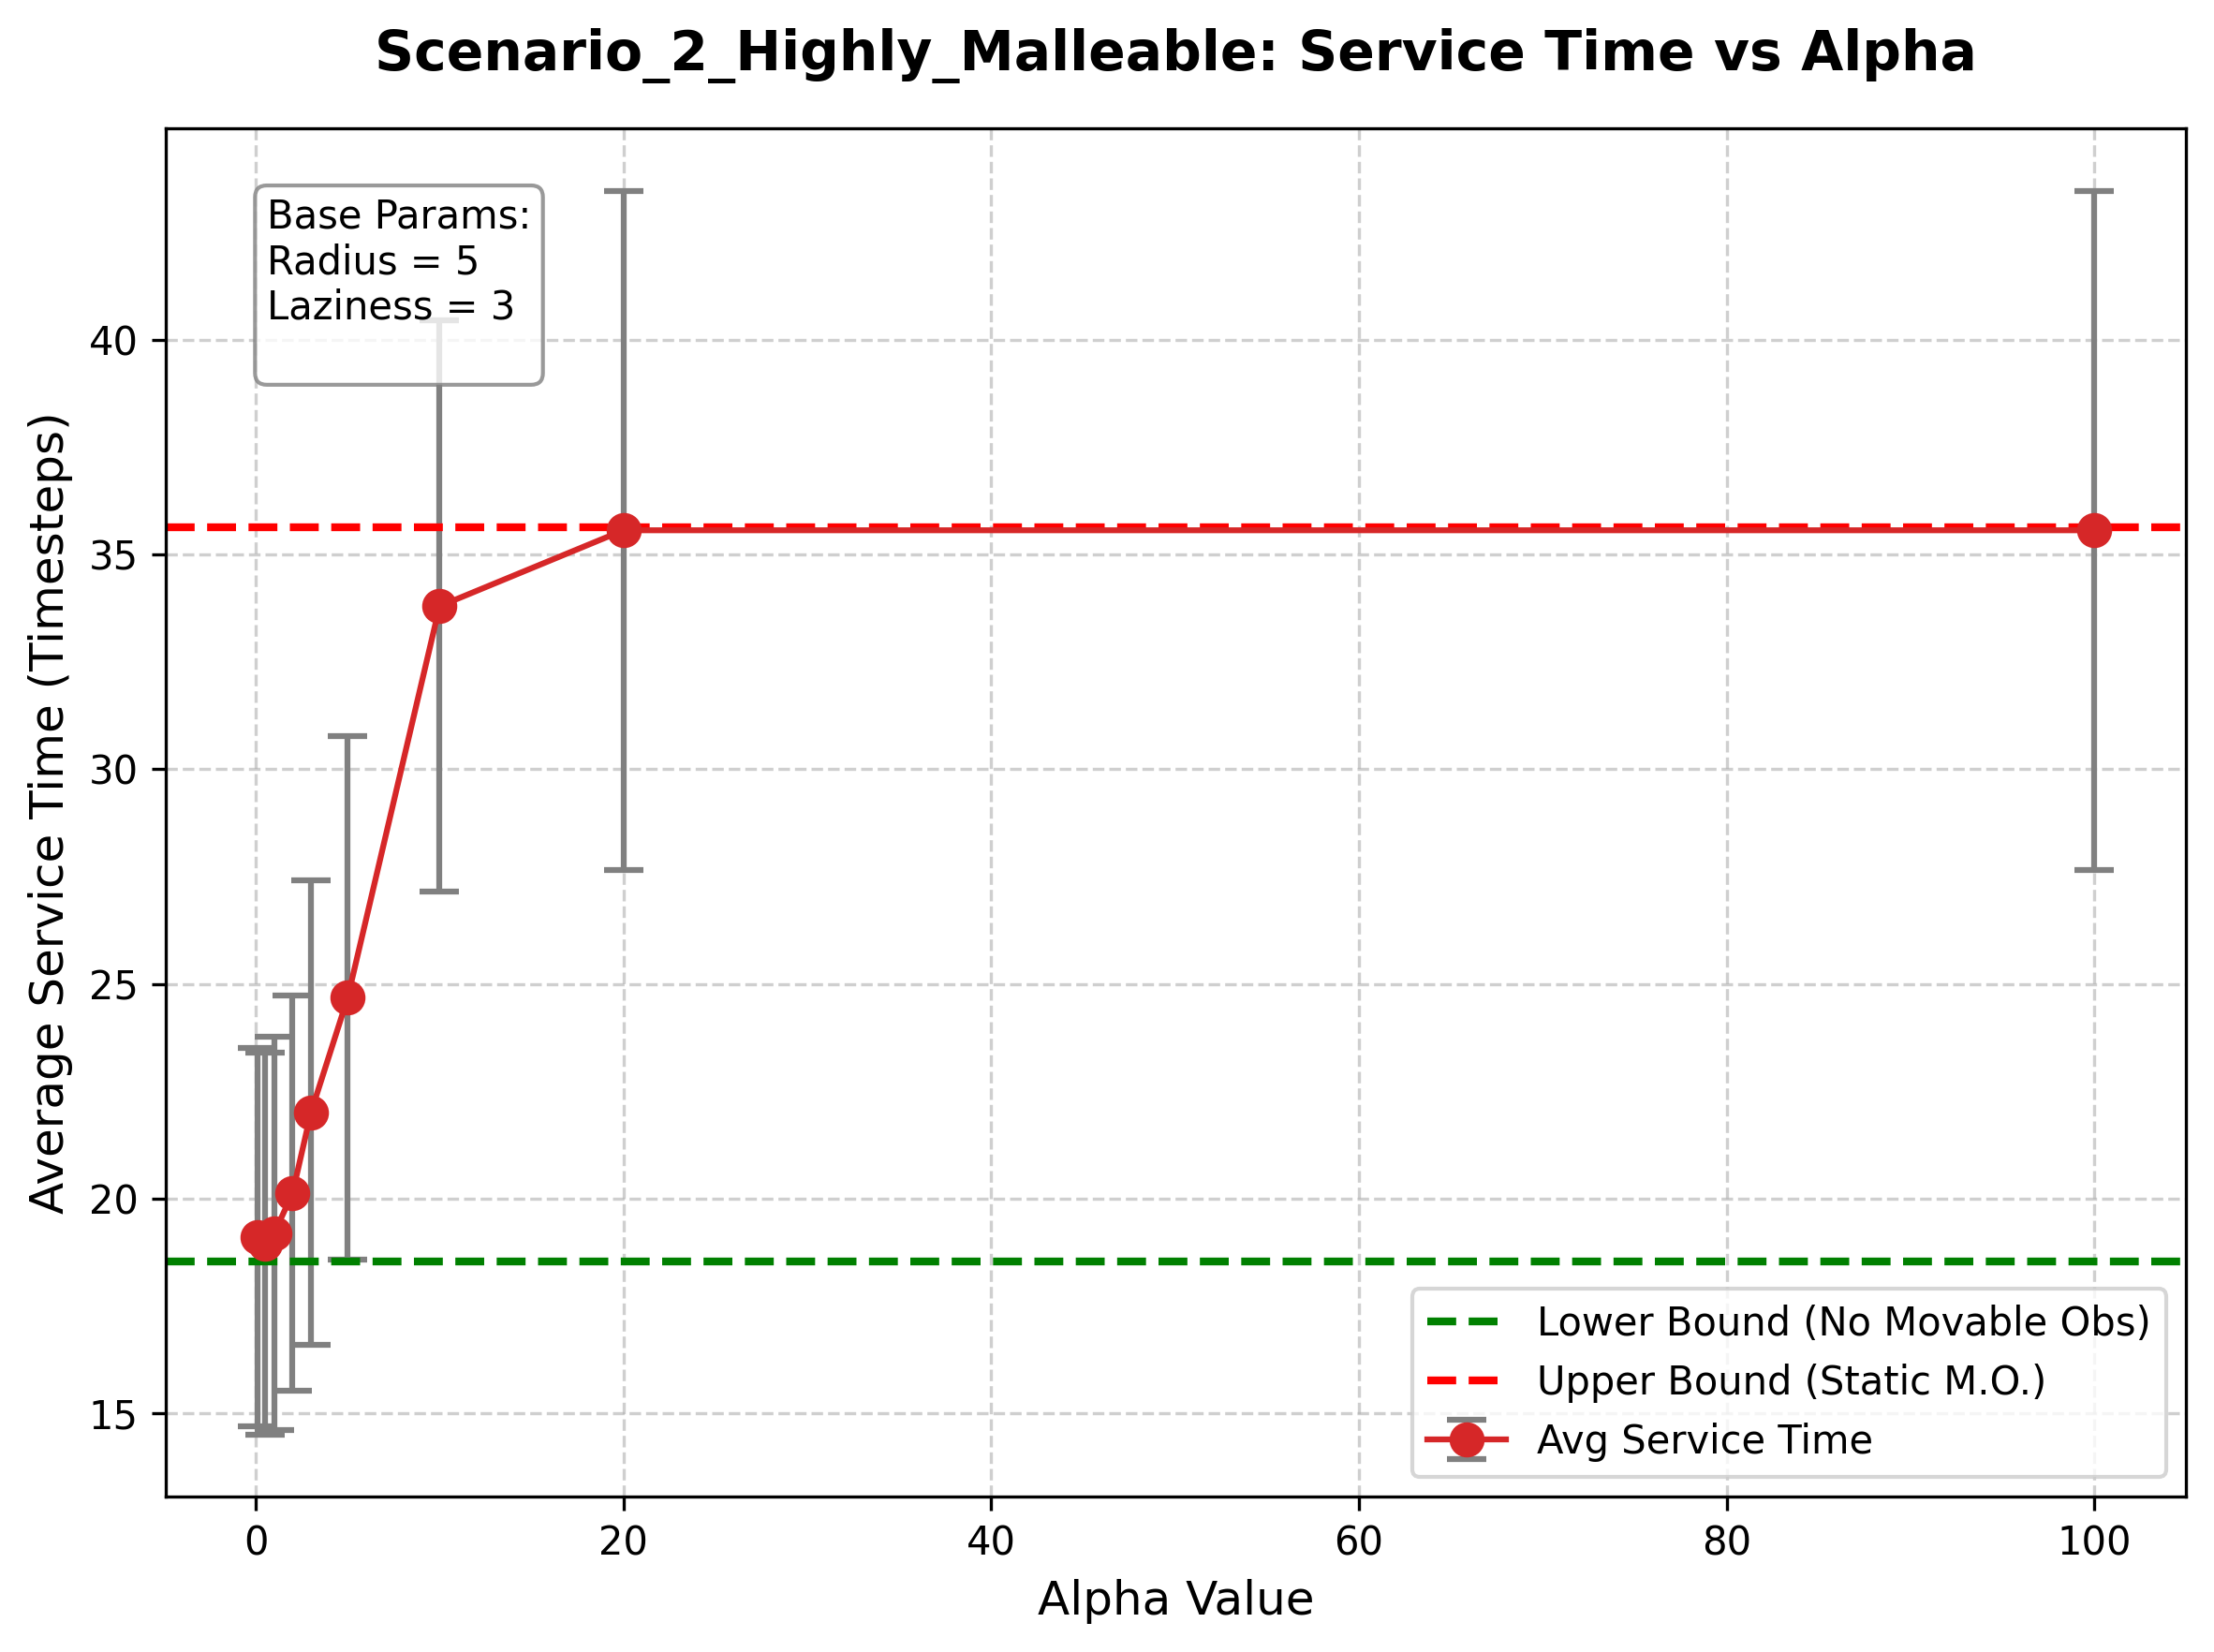 Scenario_2_Highly_Malleable: Service Time vs Alpha
Base Params:
Radius = 5
Laziness = 3
Average Service Time (Timesteps)
40
35
30
25
20
15
Lower Bound (No Movable Obs)
Upper Bound (Static M.O.)
Avg Service Time
0 20 40 60 80 100
Alpha Value